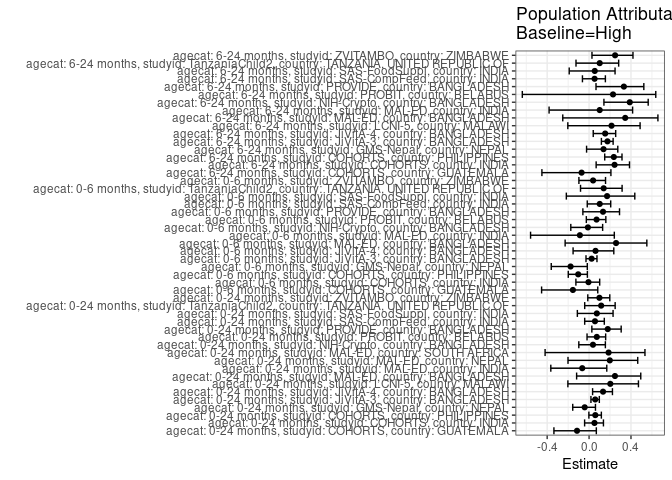 Population Attributa
Baseline=High
agecat: 6-24 months, studyid: ZVITAMBO, country: ZIMBABWE
agecat: 6-24 months, studyid: TanzaniaChild2, country: TANZANIA, UNITED REPUBLIC OF
agecat: 6-24 months, studyid: SAS-FoodSuppl, country: INDIA
agecat: 6-24 months, studyid: SAS-CompFeed, country: INDIA
agecat: 6-24 months, studyid: PROVIDE, country: BANGLADESH
agecat: 6-24 months, studyid: PROBIT, country: BELARUS
agecat: 6-24 months, studyid: NIH-Crypto, country: BANGLADESH
agecat: 6-24 months, studyid: MAL-ED, country: INDIA
agecat: 6-24 months, studyid: MAL-ED, country: BANGLADESH
agecat: 6-24 months, studyid: LCNI-5, country: MALAWI
agecat: 6-24 months, studyid: JiVitA-4, country: BANGLADESH
agecat: 6-24 months, studyid: JiVitA-3, country: BANGLADESH
agecat: 6-24 months, studyid: GMS-Nepal, country: NEPAL
agecat: 6-24 months, studyid: COHORTS, country: PHILIPPINES
agecat: 6-24 months, studyid: COHORTS, country: INDIA
agecat: 6-24 months, studyid: COHORTS, country: GUATEMALA
agecat: 0-6 months, studyid: ZVITAMBO, country: ZIMBABWE
agecat: 0-6 months, studyid: TanzaniaChild2, country: TANZANIA, UNITED REPUBLIC OF
agecat: 0-6 months, studyid: SAS-FoodSuppl, country: INDIA
agecat: 0-6 months, studyid: SAS-CompFeed, country: INDIA
agecat: 0-6 months, studyid: PROVIDE, country: BANGLADESH
agecat: 0-6 months, studyid: PROBIT, country: BELARUS
agecat: 0-6 months, studyid: NIH-Crypto, country: BANGLADESH
agecat: 0-6 months, studyid: MAL-ED, country: INDIA
agecat: 0-6 months, studyid: MAL-ED, country: BANGLADESH
agecat: 0-6 months, studyid: JiVitA-4, country: BANGLADESH
agecat: 0-6 months, studyid: JiVitA-3, country: BANGLADESH
agecat: 0-6 months, studyid: GMS-Nepal, country: NEPAL
agecat: 0-6 months, studyid: COHORTS, country: PHILIPPINES
agecat: 0-6 months, studyid: COHORTS, country: INDIA
agecat: 0-6 months, studyid: COHORTS, country: GUATEMALA
agecat: 0-24 months, studyid: ZVITAMBO, country: ZIMBABWE
agecat: 0-24 months, studyid: TanzaniaChild2, country: TANZANIA, UNITED REPUBLIC OF
agecat: 0-24 months, studyid: SAS-FoodSuppl, country: INDIA
agecat: 0-24 months, studyid: SAS-CompFeed, country: INDIA
agecat: 0-24 months, studyid: PROVIDE, country: BANGLADESH
agecat: 0-24 months, studyid: PROBIT, country: BELARUS
agecat: 0-24 months, studyid: NIH-Crypto, country: BANGLADESH
agecat: 0-24 months, studyid: MAL-ED, country: SOUTH AFRICA
agecat: 0-24 months, studyid: MAL-ED, country: NEPAL
agecat: 0-24 months, studyid: MAL-ED, country: INDIA
agecat: 0-24 months, studyid: MAL-ED, country: BANGLADESH
agecat: 0-24 months, studyid: LCNI-5, country: MALAWI
agecat: 0-24 months, studyid: JiVitA-4, country: BANGLADESH
agecat: 0-24 months, studyid: JiVitA-3, country: BANGLADESH
agecat: 0-24 months, studyid: GMS-Nepal, country: NEPAL
agecat: 0-24 months, studyid: COHORTS, country: PHILIPPINES
agecat: 0-24 months, studyid: COHORTS, country: INDIA
agecat: 0-24 months, studyid: COHORTS, country: GUATEMALA
-0.4 0.0 0.4
Estimate